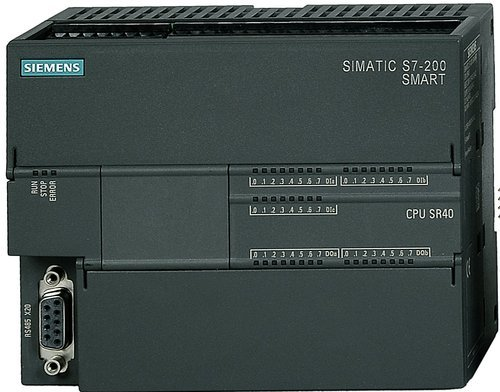 SIEMENS
SIMATIC S7-200
SMART
RUN
STOP
ERROR
.0 .1 .2 .3 .4 .5 .6 .7 DIa
.0 .1 .2 .3 .4 .5 .6 .7 DIb
.0 .1 .2 .3 .4 .5 .6 .7 DIc
CPU SR40
.0 .1 .2 .3 .4 .5 .6 .7 DQa
.0 .1 .2 .3 .4 .5 .6 .7 DQb
RS485 X20